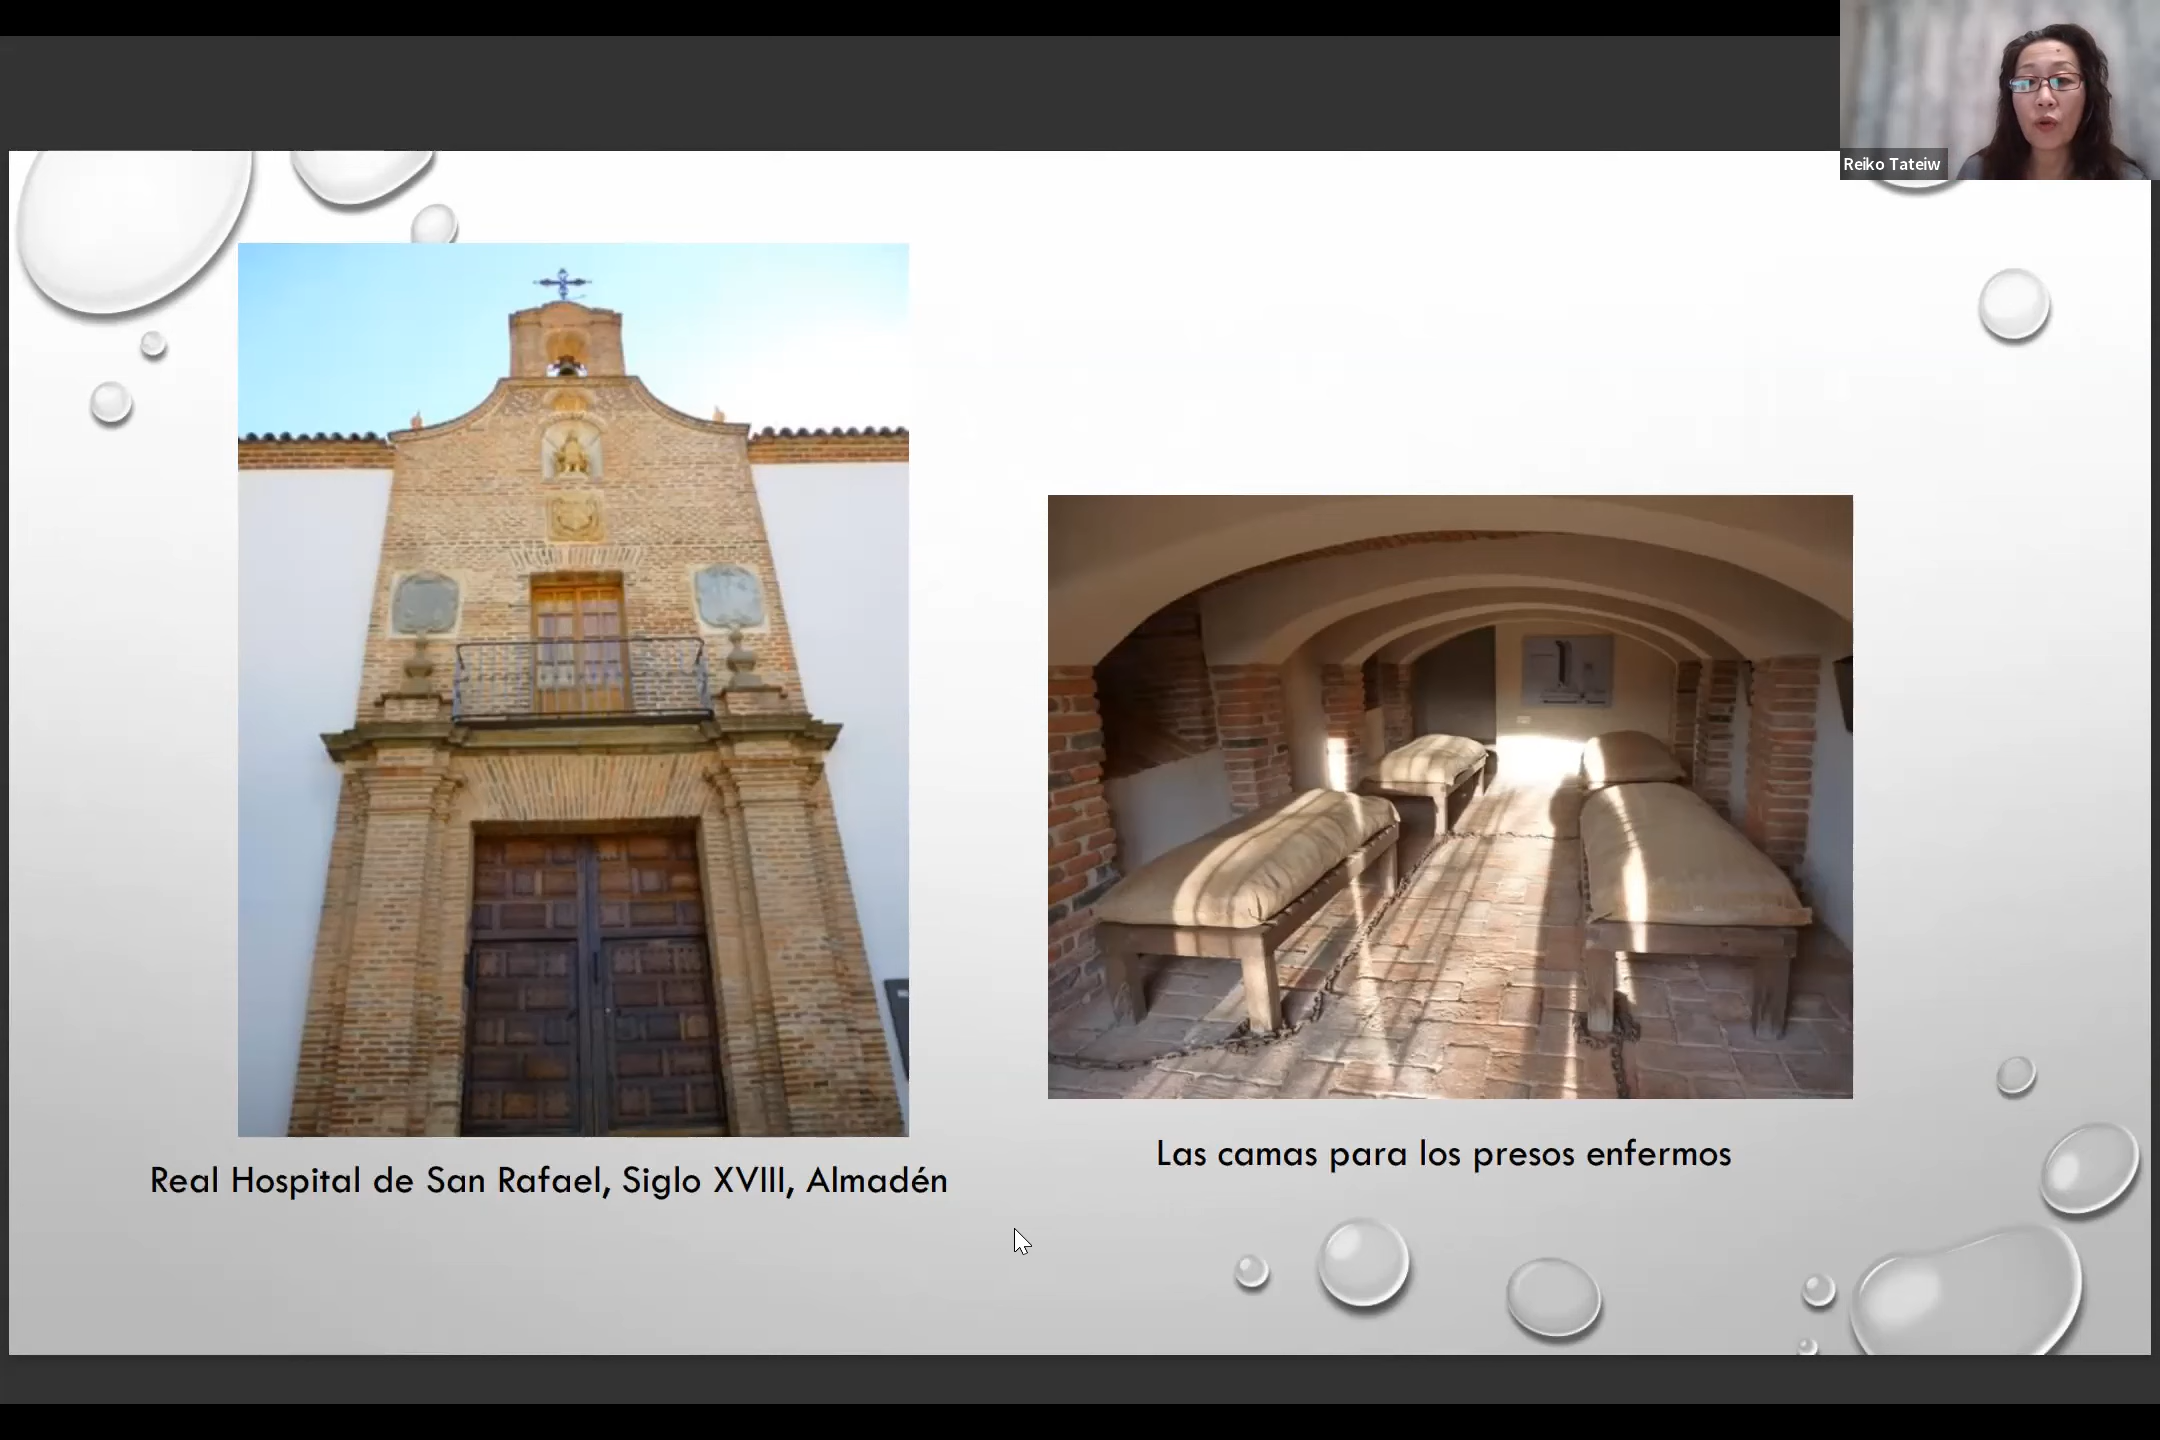 Reiko Tateiw
Real Hospital de San Rafael, Siglo XVIII, Almadén
Las camas para los presos enfermos